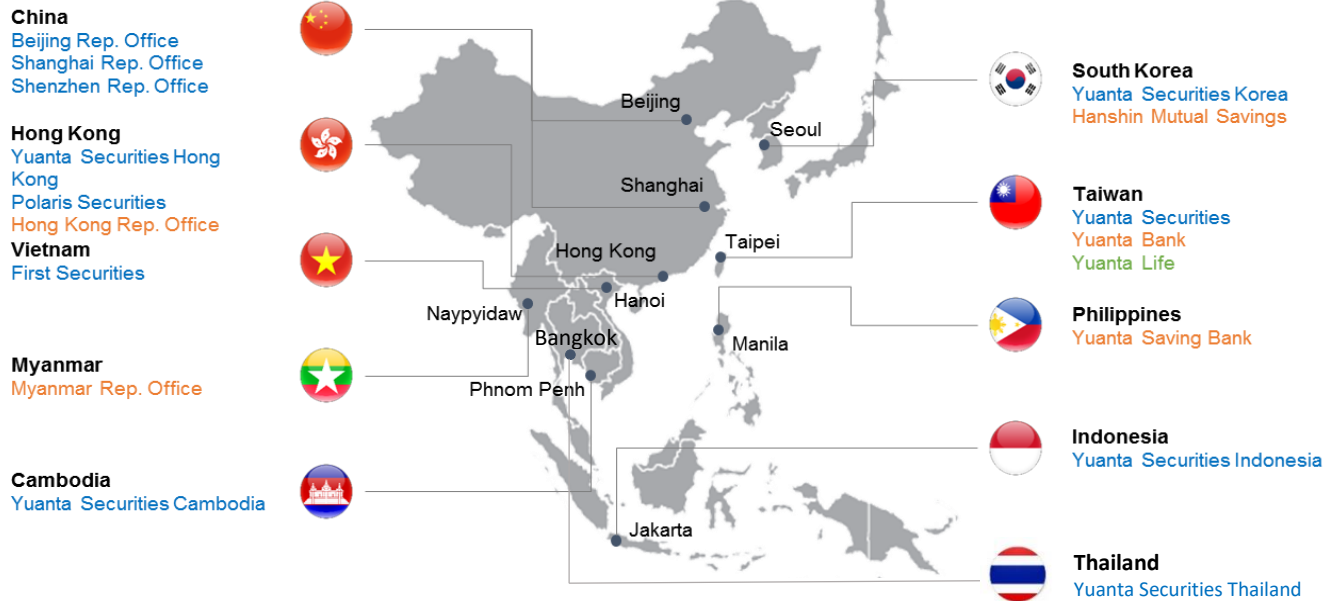 China
Beijing Rep. Office
Shanghai Rep. Office
Shenzhen Rep. Office
Hong Kong
Yuanta Securities Hong
Kong
Polaris Securities
Hong Kong Rep. Office
Vietnam
First Securities
Myanmar
Myanmar Rep. Office
Cambodia
Yuanta Securities Cambodia
Beijing
Seoul
Shanghai
Hong Kong
Taipei
Hanoi
Naypyidaw
Bangkok
Manila
Phnom Penh
Jakarta
South Korea
Yuanta Securities Korea
Hanshin Mutual Savings
Taiwan
Yuanta Securities
Yuanta Bank
Yuanta Life
Philippines
Yuanta Saving Bank
Indonesia
Yuanta Securities Indonesia
Thailand
Yuanta Securities Thailand